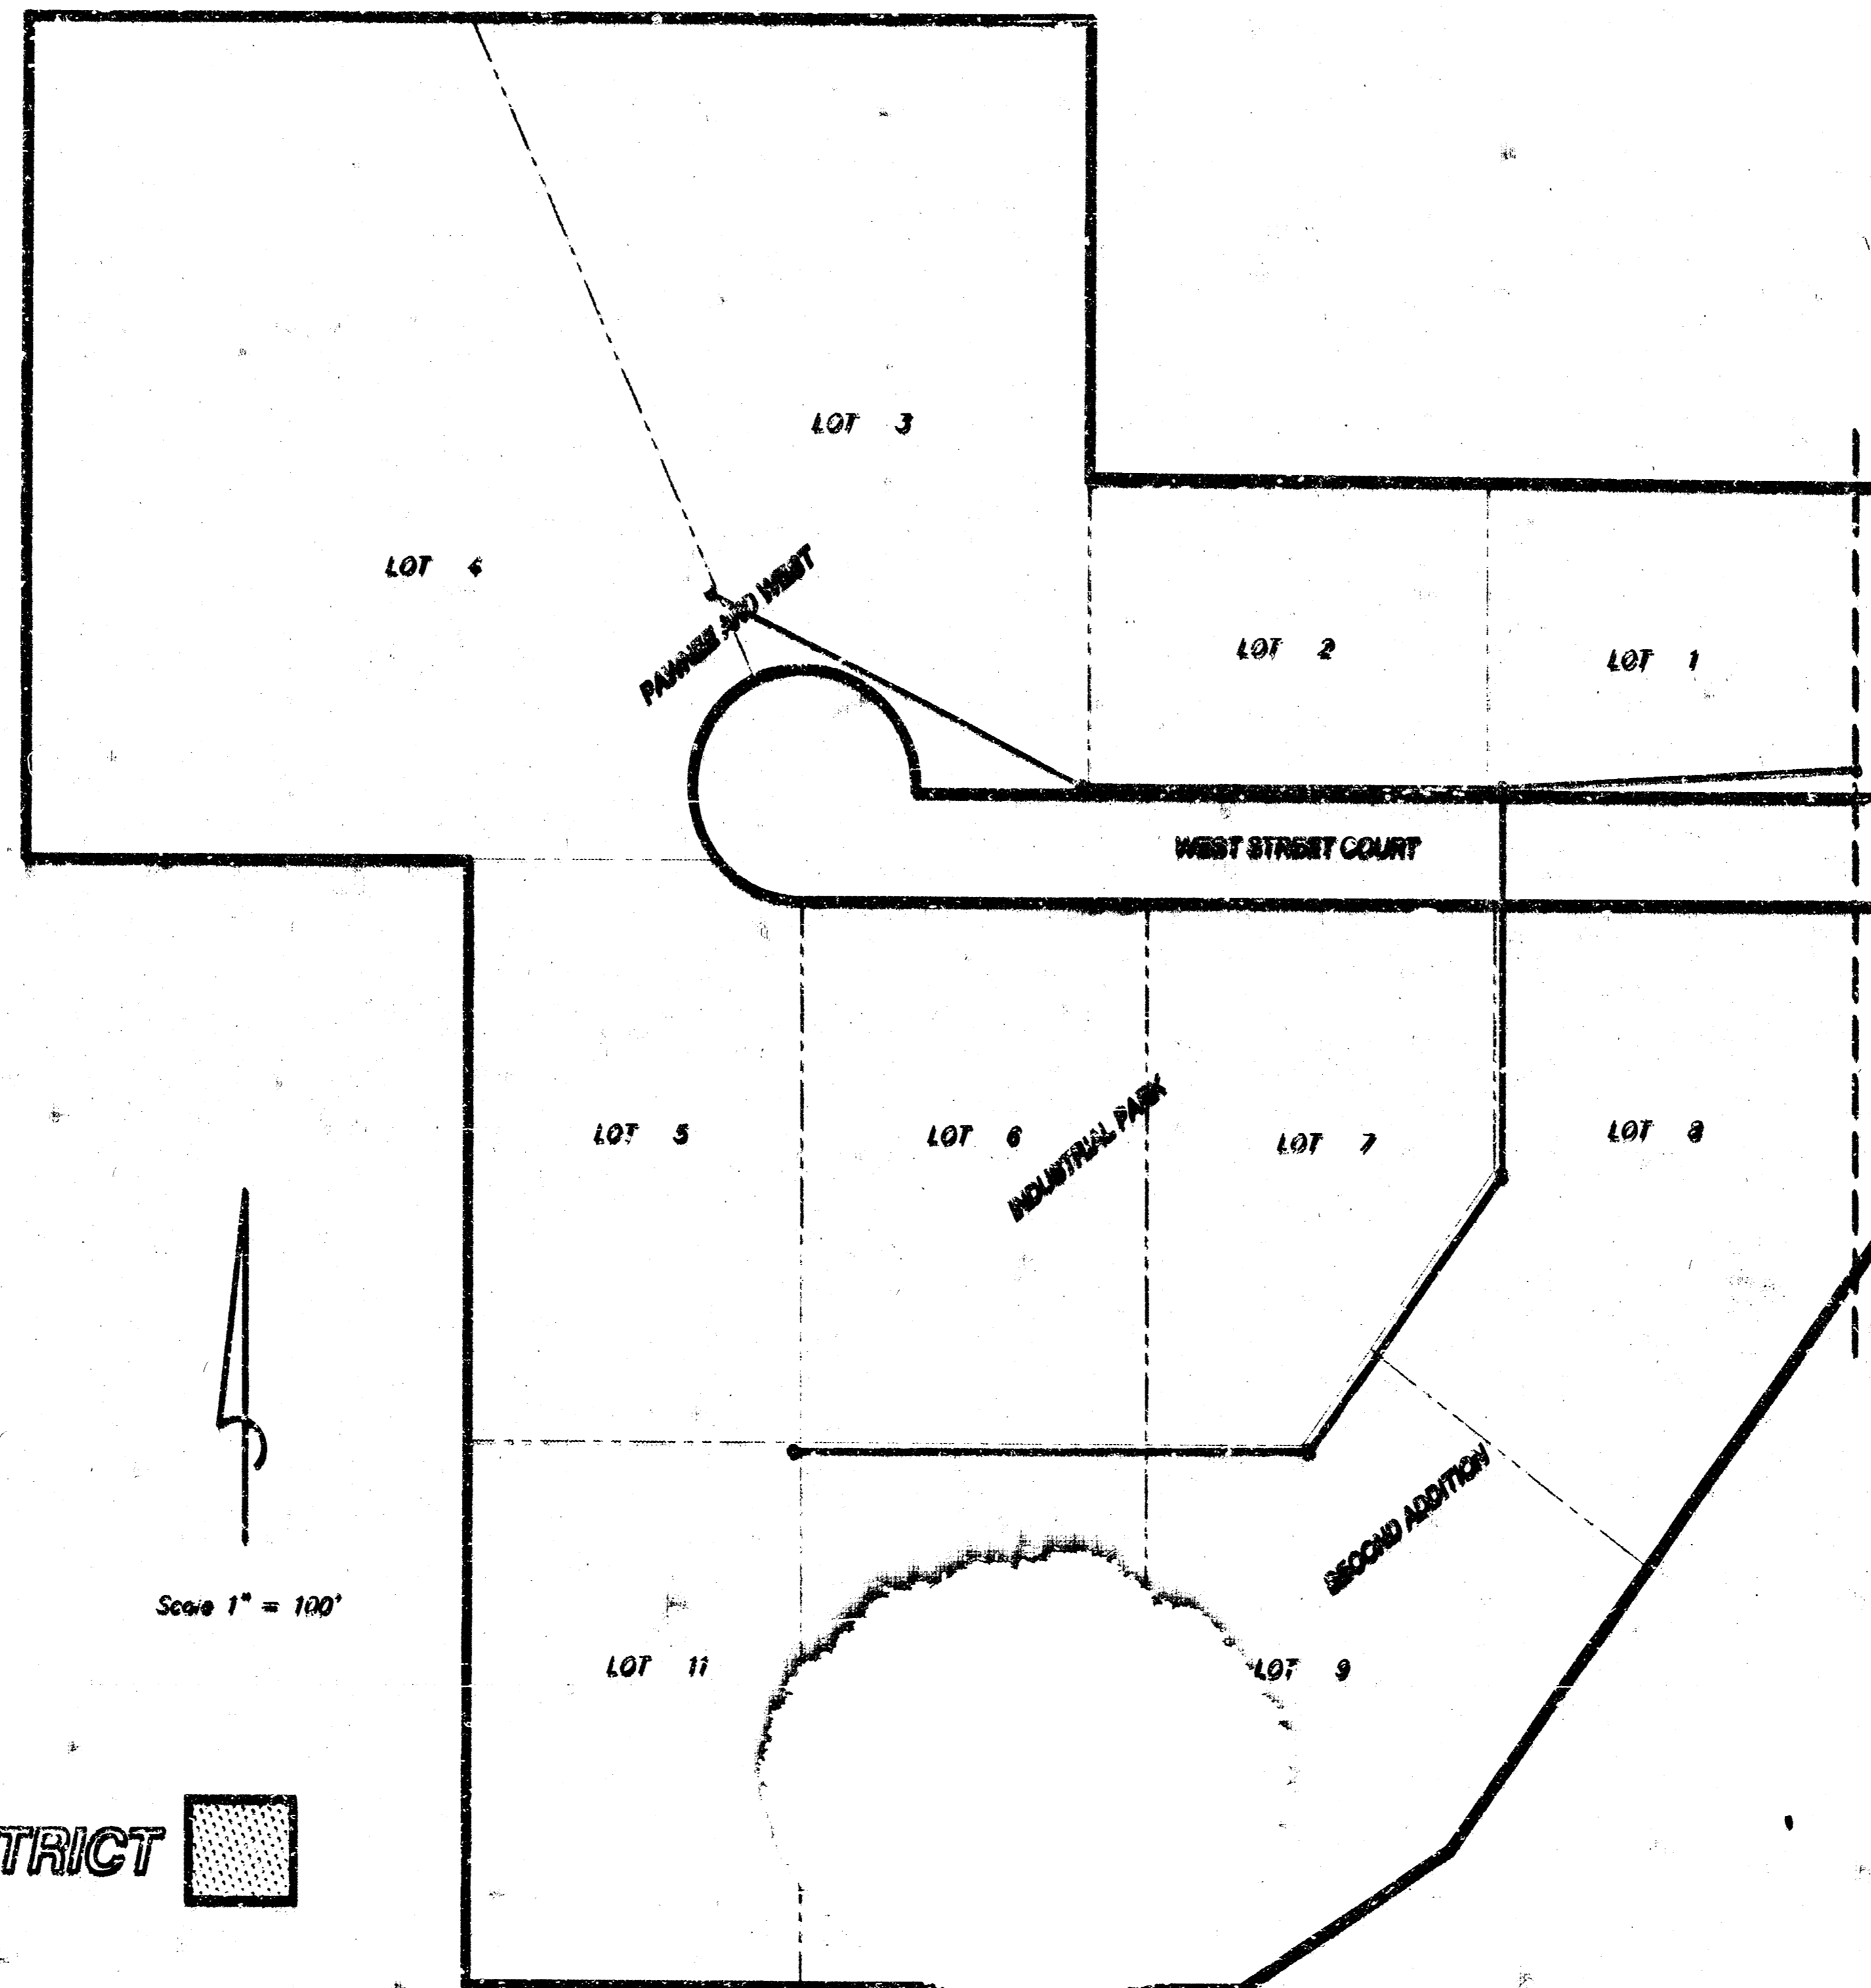 LOT 3
LOT 4
PAWNEE AND WEST
LOT 2
LOT 1
WEST STREET COURT
LOT 5
LOT 6
INDUSTRIAL PARK
LOT 7
LOT 8
SECOND ADDITION
Scale 1" = 100'
LOT 11
LOT 9
TRICT